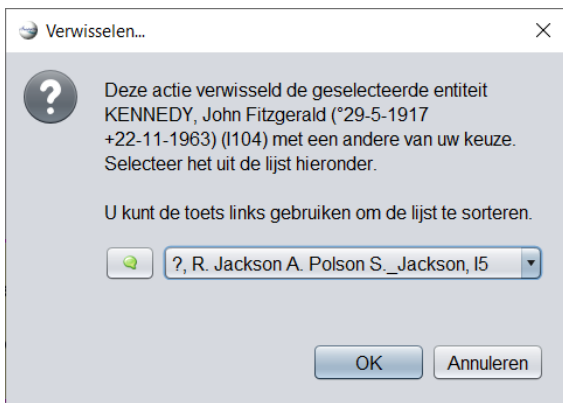 Verwisselen...
Deze actie verwisseld de geselecteerde entiteit
KENNEDY, John Fitzgerald (°29-5-1917
+22-11-1963) (I104) met een andere van uw keuze.
Selecteer het uit de lijst hieronder.
U kunt de toets links gebruiken om de lijst te sorteren.
?, R. Jackson A. Polson S._Jackson, I5
OK
Annuleren